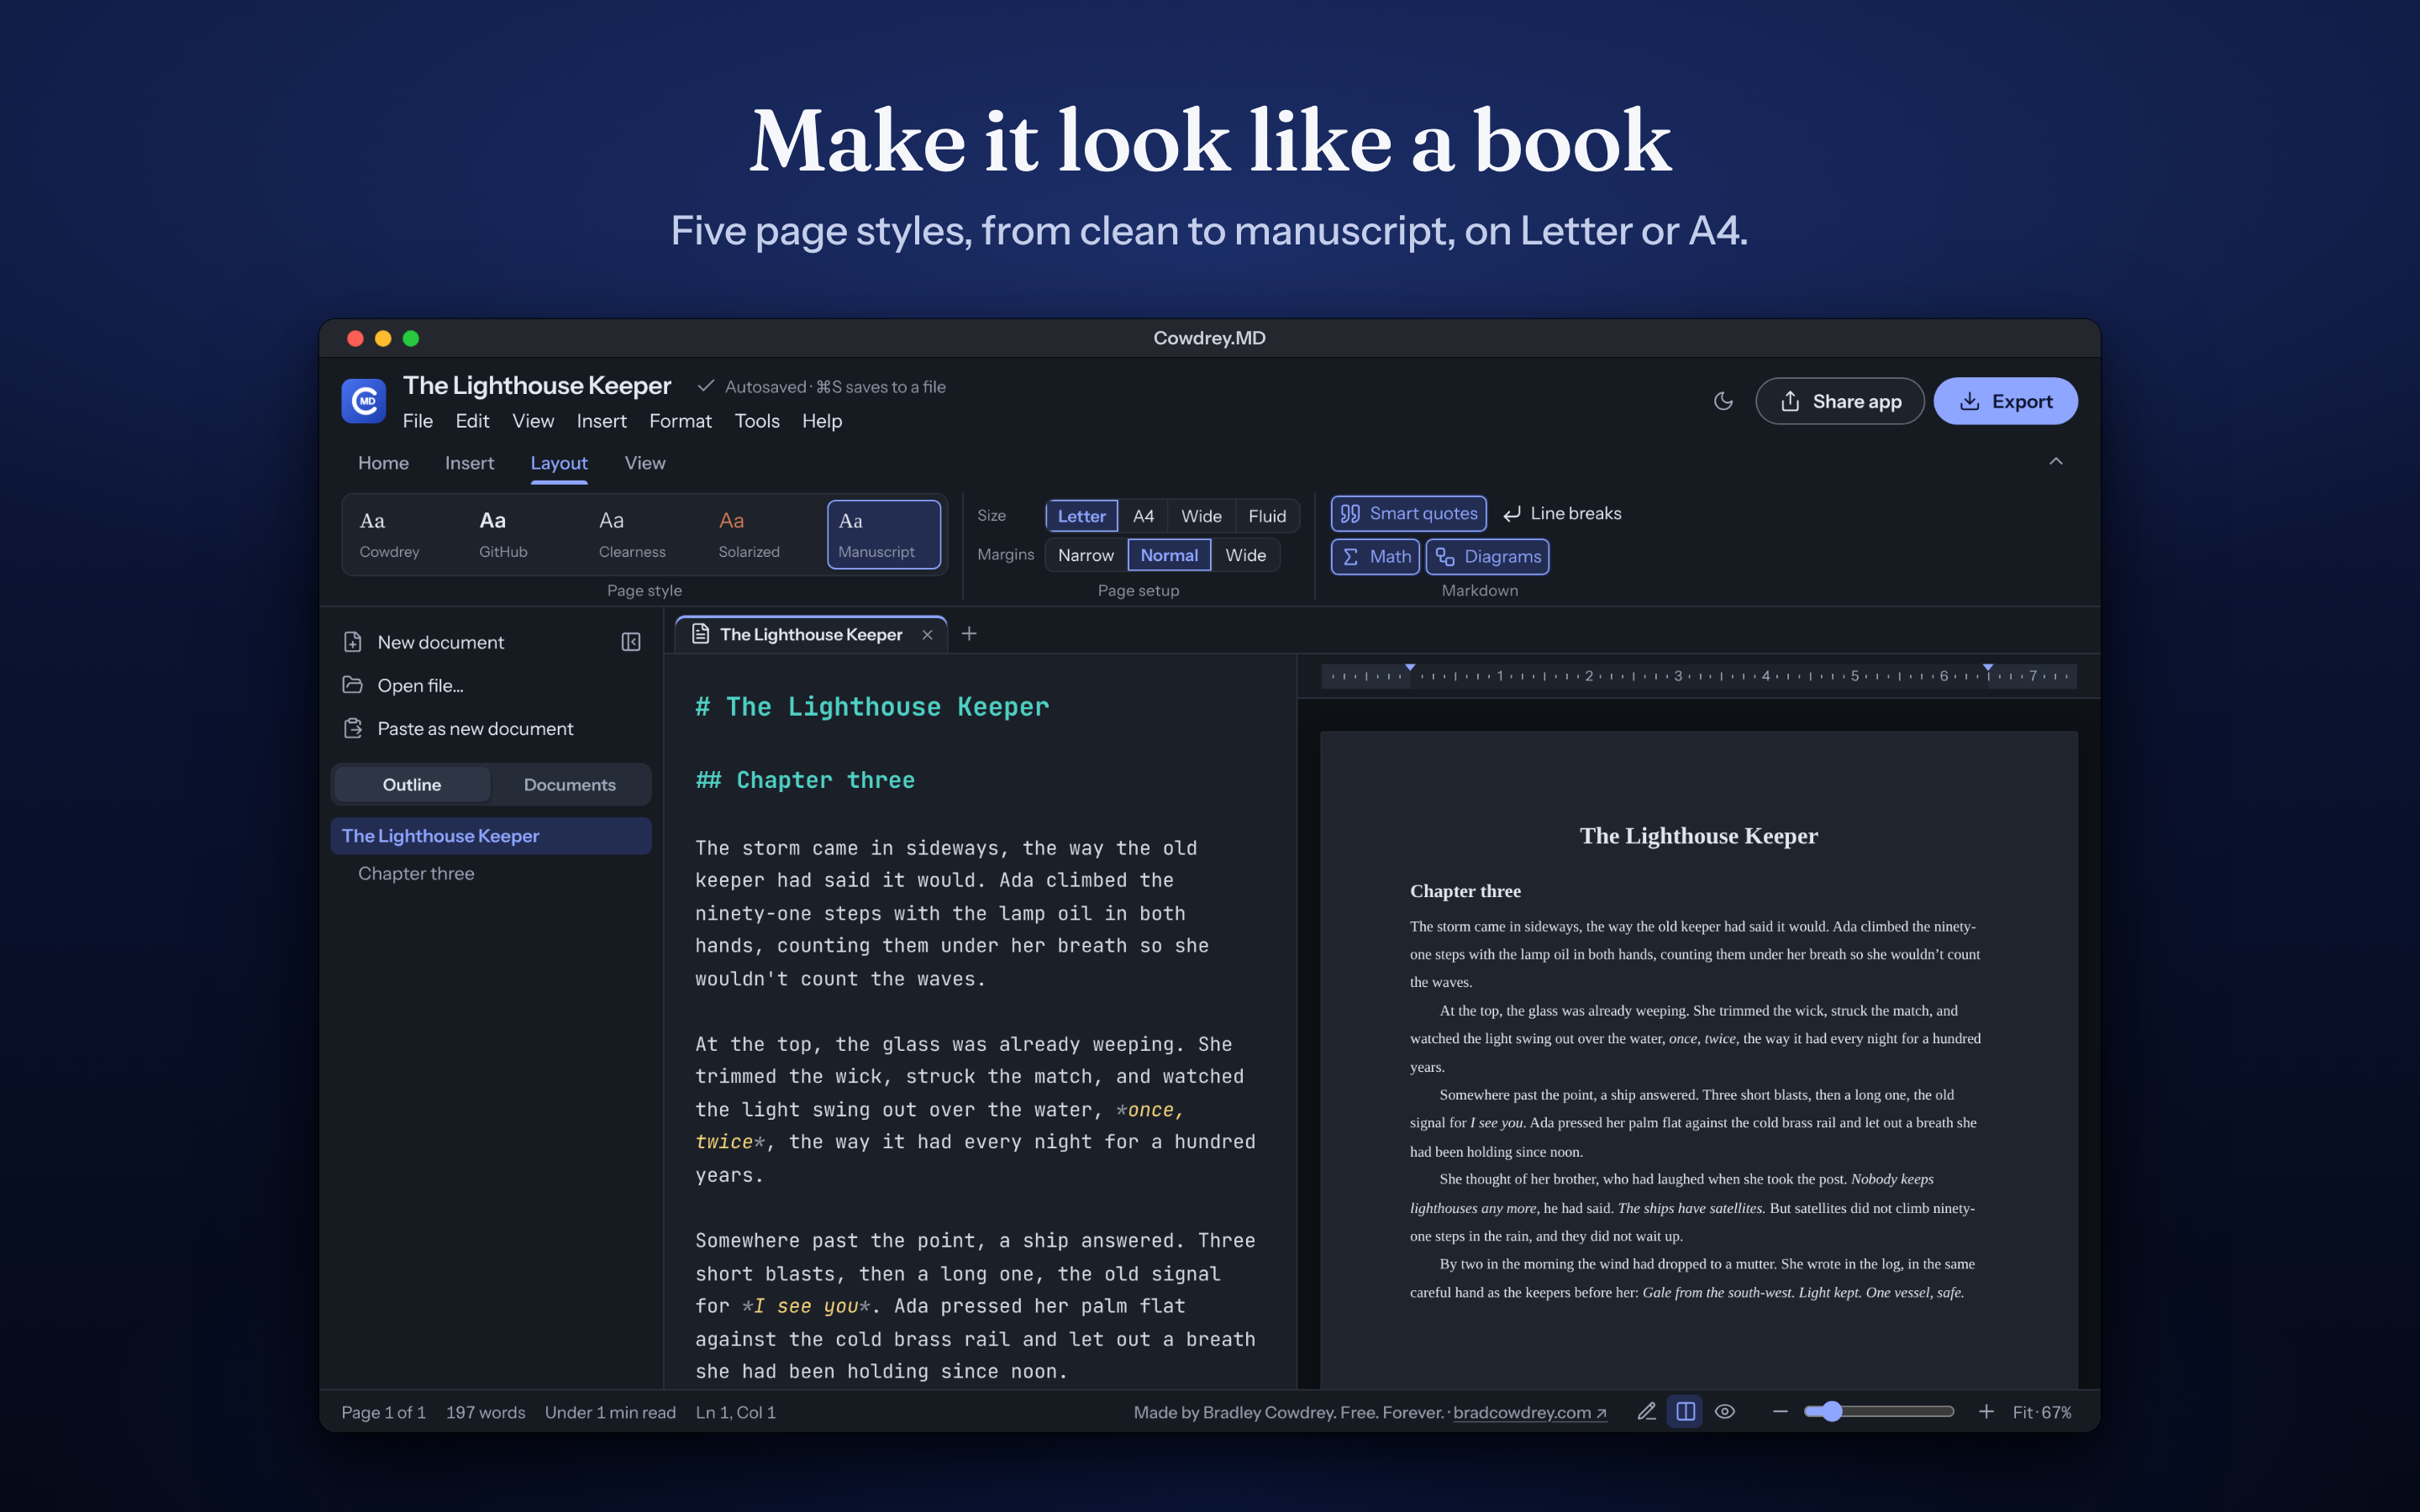 Make it look like a book
Five page styles, from clean to manuscript, on Letter or A4.
Cowdrey.MD
MD
The Lighthouse Keeper
Autosaved · ⌘S saves to a file
File Edit View Insert Format Tools Help
Share app
Export
Home Insert Layout View
Aa Aa Aa Aa Aa
Cowdrey GitHub Clearness Solarized Manuscript
Page style
Size Letter A4 Wide Fluid
Margins Narrow Normal Wide
Page setup
Smart quotes Line breaks
Math Diagrams
Markdown
New document
Open file...
Paste as new document
Outline Documents
The Lighthouse Keeper
Chapter three
The Lighthouse Keeper
# The Lighthouse Keeper
## Chapter three
The storm came in sideways, the way the old
keeper had said it would. Ada climbed the
ninety-one steps with the lamp oil in both
hands, counting them under her breath so she
wouldn't count the waves.
At the top, the glass was already weeping. She
trimmed the wick, struck the match, and watched
the light swing out over the water, *once,
twice*, the way it had every night for a hundred
years.
Somewhere past the point, a ship answered. Three
short blasts, then a long one, the old signal
for *I see you*. Ada pressed her palm flat
against the cold brass rail and let out a breath
she had been holding since noon.
1 2 3 4 5 6 7
The Lighthouse Keeper
Chapter three
The storm came in sideways, the way the old keeper had said it would. Ada climbed the ninety-
one steps with the lamp oil in both hands, counting them under her breath so she wouldn’t count
the waves.
At the top, the glass was already weeping. She trimmed the wick, struck the match, and
watched the light swing out over the water, once, twice, the way it had every night for a hundred
years.
Somewhere past the point, a ship answered. Three short blasts, then a long one, the old
signal for I see you. Ada pressed her palm flat against the cold brass rail and let out a breath she
had been holding since noon.
She thought of her brother, who had laughed when she took the post. Nobody keeps
lighthouses any more, he had said. The ships have satellites. But satellites did not climb ninety-
one steps in the rain, and they did not wait up.
By two in the morning the wind had dropped to a mutter. She wrote in the log, in the same
careful hand as the keepers before her: Gale from the south-west. Light kept. One vessel, safe.
Page 1 of 1 197 words Under 1 min read Ln 1, Col 1
Made by Bradley Cowdrey. Free. Forever. · bradcowdrey.com ↗
Fit · 67%